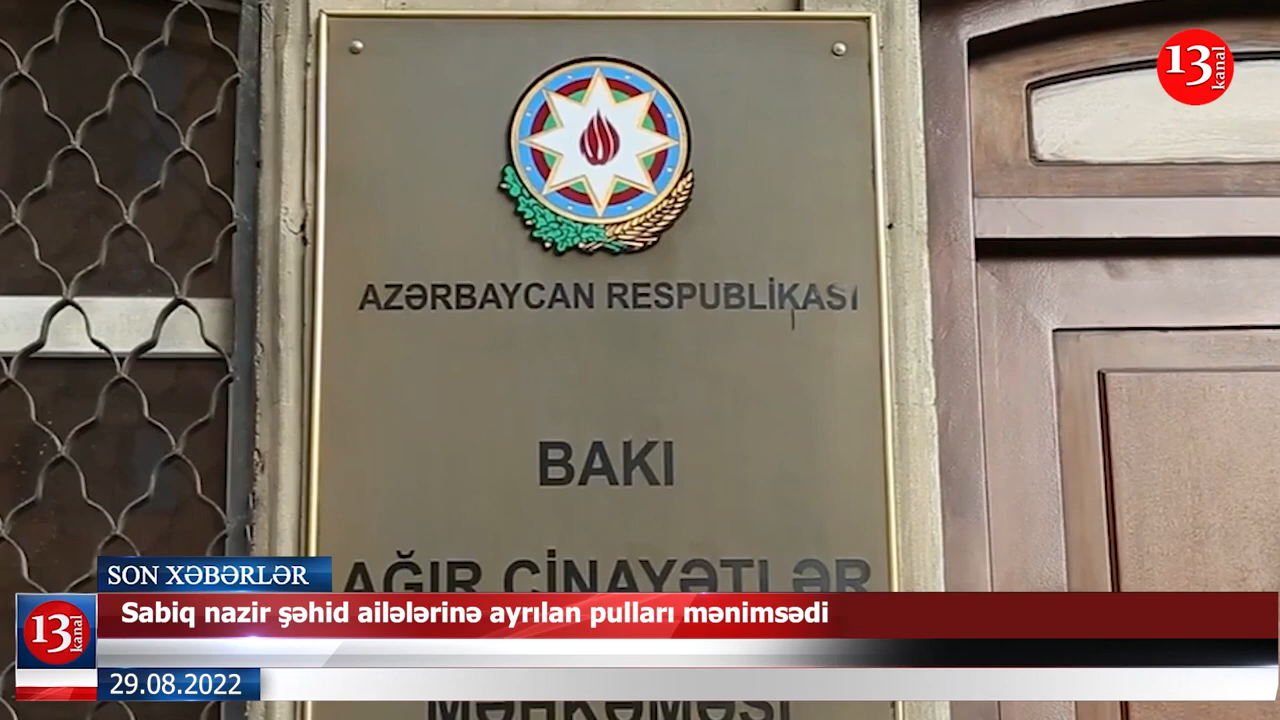 13 kanal
AZƏRBAYCAN RESPUBLİKASI
BAKI
AĞIR CİNAYƏTLƏR
MƏHKƏMƏSİ
SON XƏBƏRLƏR
13 kanal
Sabiq nazir şəhid ailələrinə ayrılan pulları mənimsədi
29.08.2022